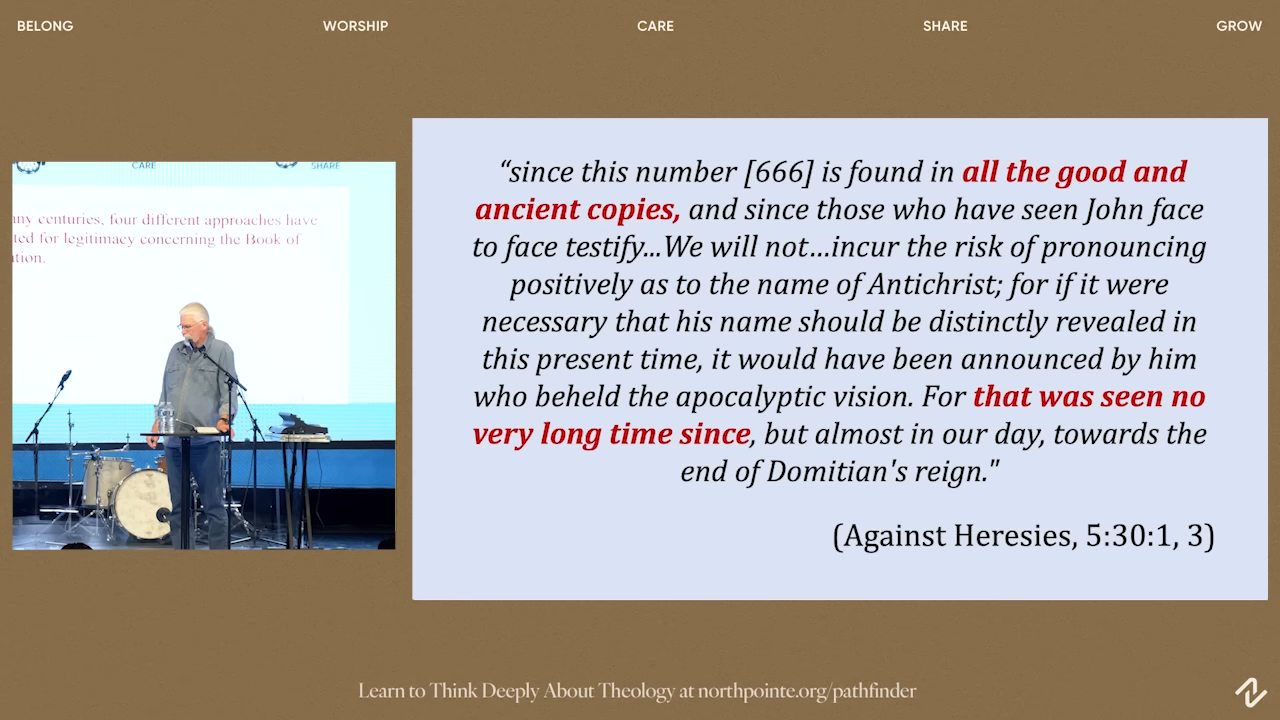 BELONG
WORSHIP
CARE
SHARE
GROW
CARE
SHARE
any centuries, four different approaches have
ted for legitimacy concerning the Book of
tion.
“since this number [666] is found in all the good and
ancient copies, and since those who have seen John face
to face testify...We will not…incur the risk of pronouncing
positively as to the name of Antichrist; for if it were
necessary that his name should be distinctly revealed in
this present time, it would have been announced by him
who beheld the apocalyptic vision. For that was seen no
very long time since, but almost in our day, towards the
end of Domitian's reign."
(Against Heresies, 5:30:1, 3)
Learn to Think Deeply About Theology at northpointe.org/pathfinder